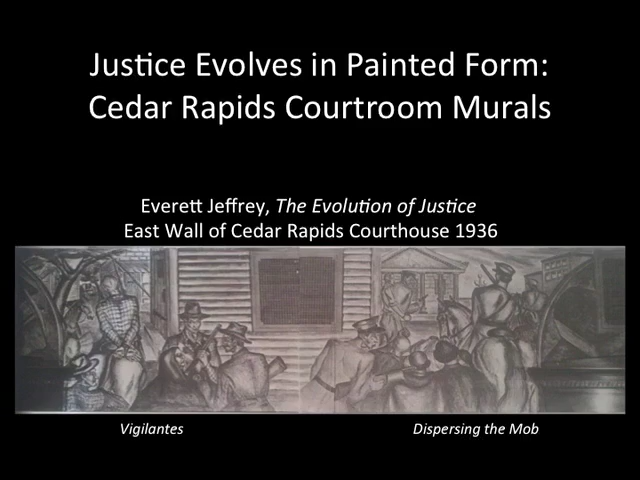 Justice Evolves in Painted Form:
Cedar Rapids Courtroom Murals
Everett Jeffrey, The Evolution of Justice
East Wall of Cedar Rapids Courthouse 1936
Vigilantes
Dispersing the Mob